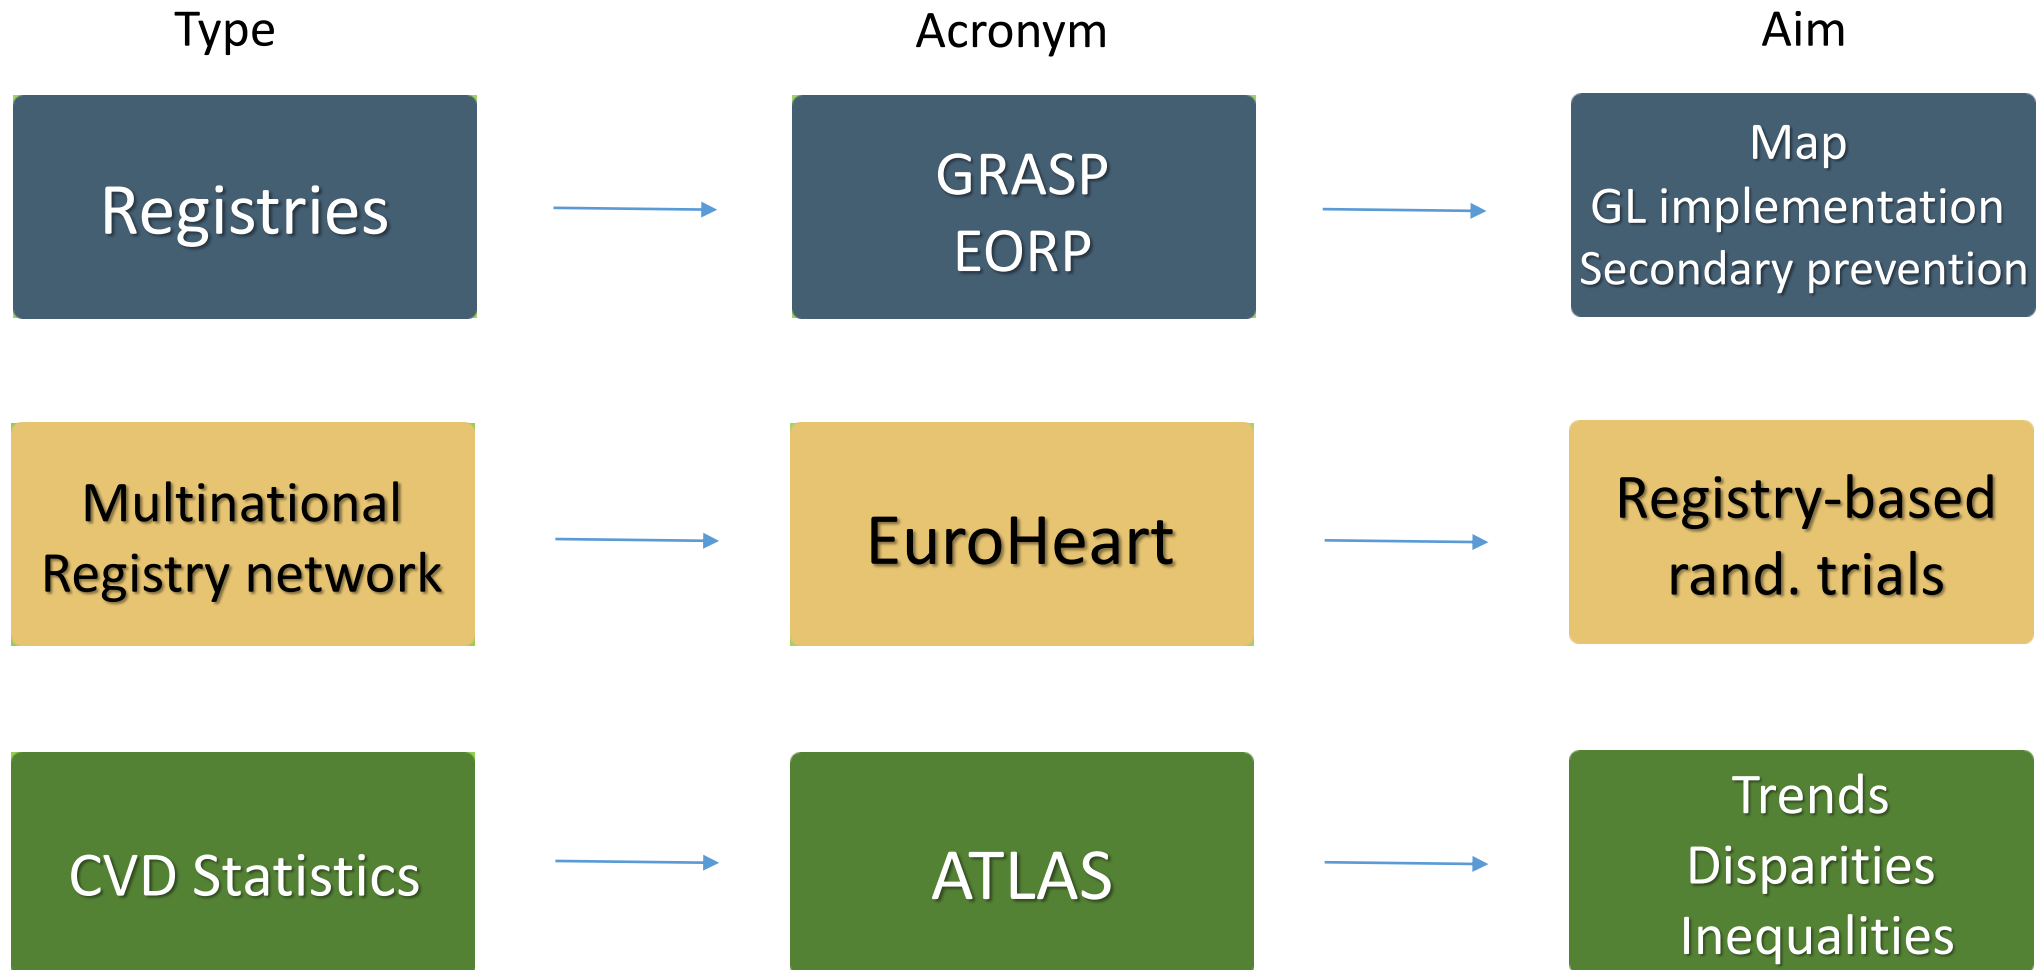 Type
Acronym
Aim
Registries
GRASP
EORP
Map
GL implementation
Secondary prevention
Multinational
Registry network
EuroHeart
Registry-based
rand. trials
CVD Statistics
ATLAS
Trends
Disparities
Inequalities